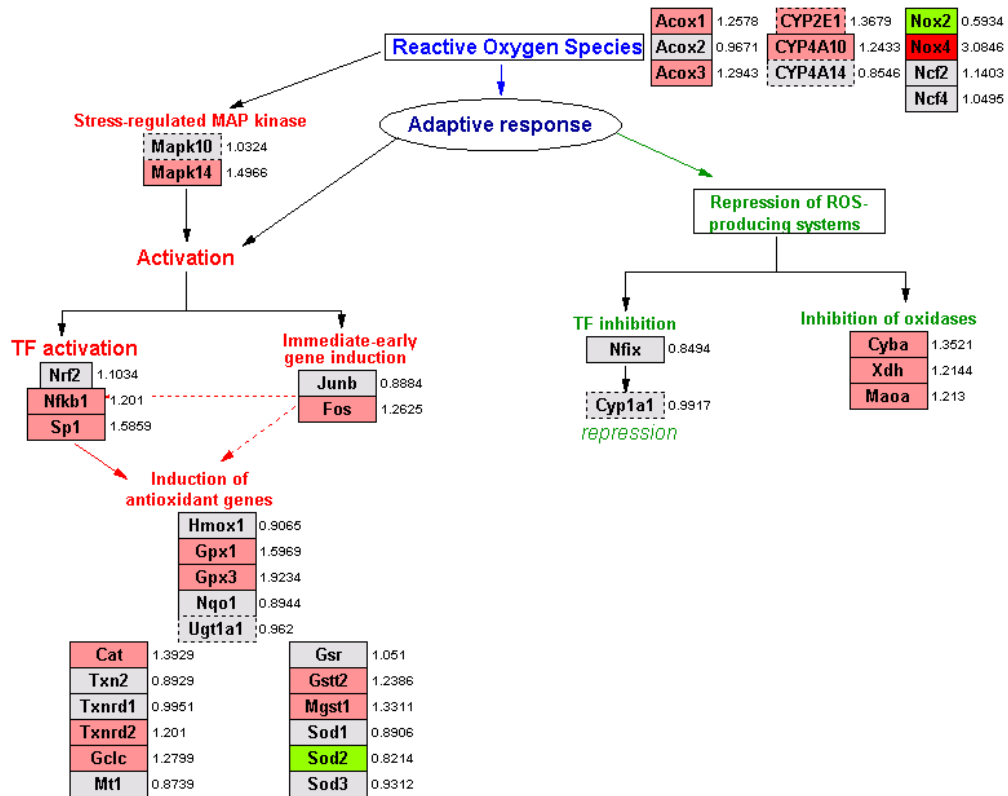 Reactive Oxygen Species
Acox1 1.2578
Acox2 0.9671
Acox3 1.2943
CYP2E1 1.3679
CYP4A10 1.2433
CYP4A14 0.8546
Nox2 0.5934
Nox4 3.0846
Ncf2 1.1403
Ncf4 1.0495
Adaptive response
Stress-regulated MAP kinase
Mapk10 1.0324
Mapk14 1.4966
Activation
Repression of ROS-
producing systems
TF activation
Nrf2 1.1034
Nfkb1 1.201
Sp1 1.5859
Immediate-early
gene induction
Junb 0.8884
Fos 1.2625
TF inhibition
Nfix 0.8494
Cyp1a1 0.9917
repression
Inhibition of oxidases
Cyba 1.3521
Xdh 1.2144
Maoa 1.213
Induction of
antioxidant genes
Hmox1 0.9065
Gpx1 1.5969
Gpx3 1.9234
Nqo1 0.8944
Ugt1a1 0.962
Cat 1.3929
Txn2 0.8929
Txnrd1 0.9951
Txnrd2 1.201
Gclc 1.2799
Mt1 0.8739
Gsr 1.051
Gstt2 1.2386
Mgst1 1.3311
Sod1 0.8906
Sod2 0.8214
Sod3 0.9312